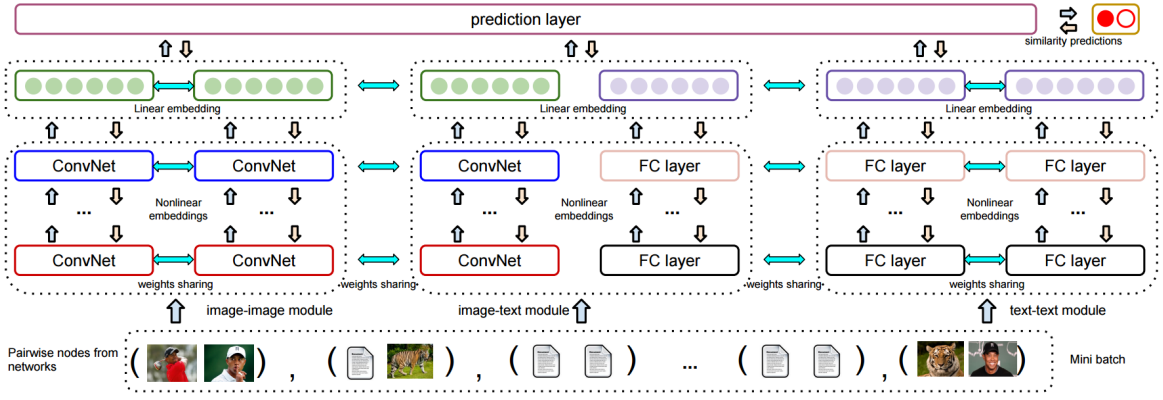 prediction layer
similarity predictions
Linear embedding
Linear embedding
Linear embedding
ConvNet ConvNet ConvNet FC layer FC layer FC layer
... Nonlinear embeddings ... ... Nonlinear embeddings ... ... Nonlinear embeddings ...
ConvNet ConvNet ConvNet FC layer FC layer FC layer
weights sharing weights sharing weights sharing weights sharing
image-image module image-text module text-text module
Pairwise nodes from
networks
( ) , ( ) , ( ) ... ( ) , ( )
Mini batch